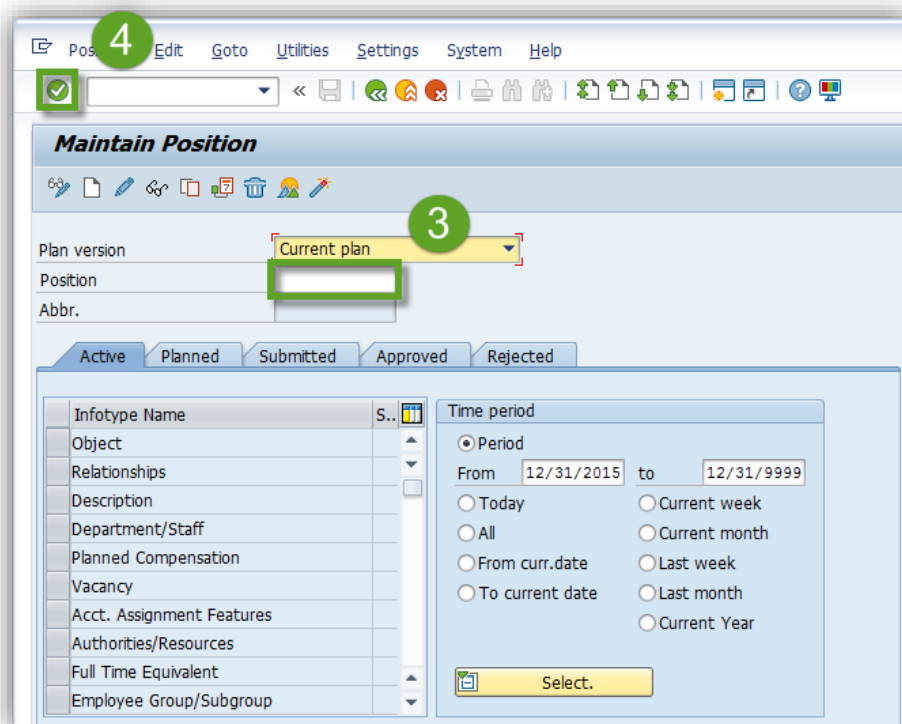 4
Pos Edit Goto Utilities Settings System Help
Maintain Position
3
Plan version Current plan
Position
Abbr.
Active Planned Submitted Approved Rejected
Infotype Name S..
Object
Relationships
Description
Department/Staff
Planned Compensation
Vacancy
Acct. Assignment Features
Authorities/Resources
Full Time Equivalent
Employee Group/Subgroup
Time period
Period
From 12/31/2015 to 12/31/9999
Today Current week
All Current month
From curr.date Last week
To current date Last month
Current Year
Select.